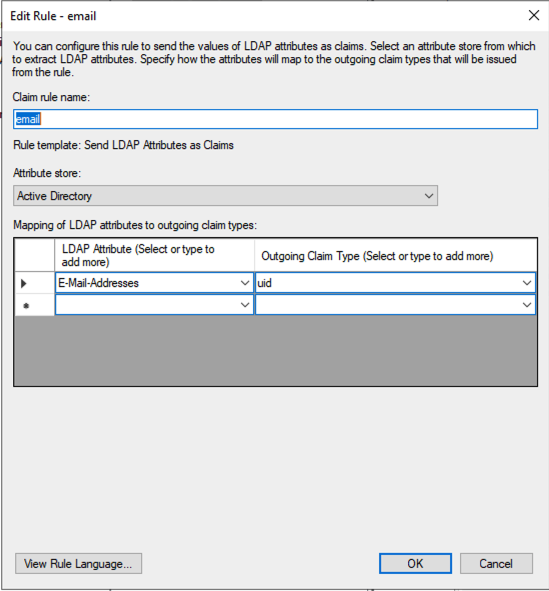 Edit Rule - email
You can configure this rule to send the values of LDAP attributes as claims. Select an attribute store from which
to extract LDAP attributes. Specify how the attributes will map to the outgoing claim types that will be issued
from the rule.
Claim rule name:
email
Rule template: Send LDAP Attributes as Claims
Attribute store:
Active Directory
Mapping of LDAP attributes to outgoing claim types:
LDAP Attribute (Select or type to
add more)
Outgoing Claim Type (Select or type to add more)
E-Mail-Addresses
uid
View Rule Language...
OK
Cancel